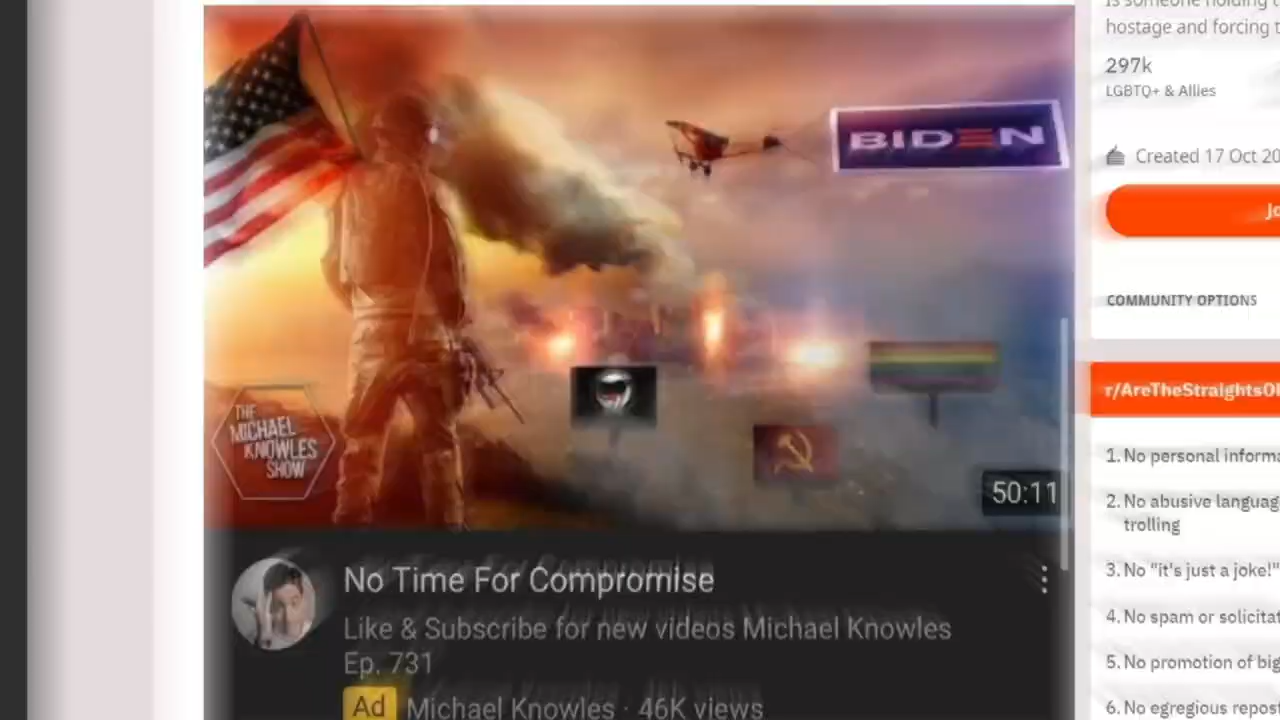 hostage and forcing
297k
LGBTQ+ & Allies
BIDEN
Created 17 Oct 20
COMMUNITY OPTIONS
THE
MICHAEL
KNOWLES
SHOW
50:11
No Time For Compromise
Like & Subscribe for new videos Michael Knowles
Ep. 731
Ad Michael Knowles · 46K views
r/AreTheStraightsO
1. No personal informa
2. No abusive languag
trolling
3. No "it's just a joke!"
4. No spam or solicitat
5. No promotion of big
6. No egregious repost